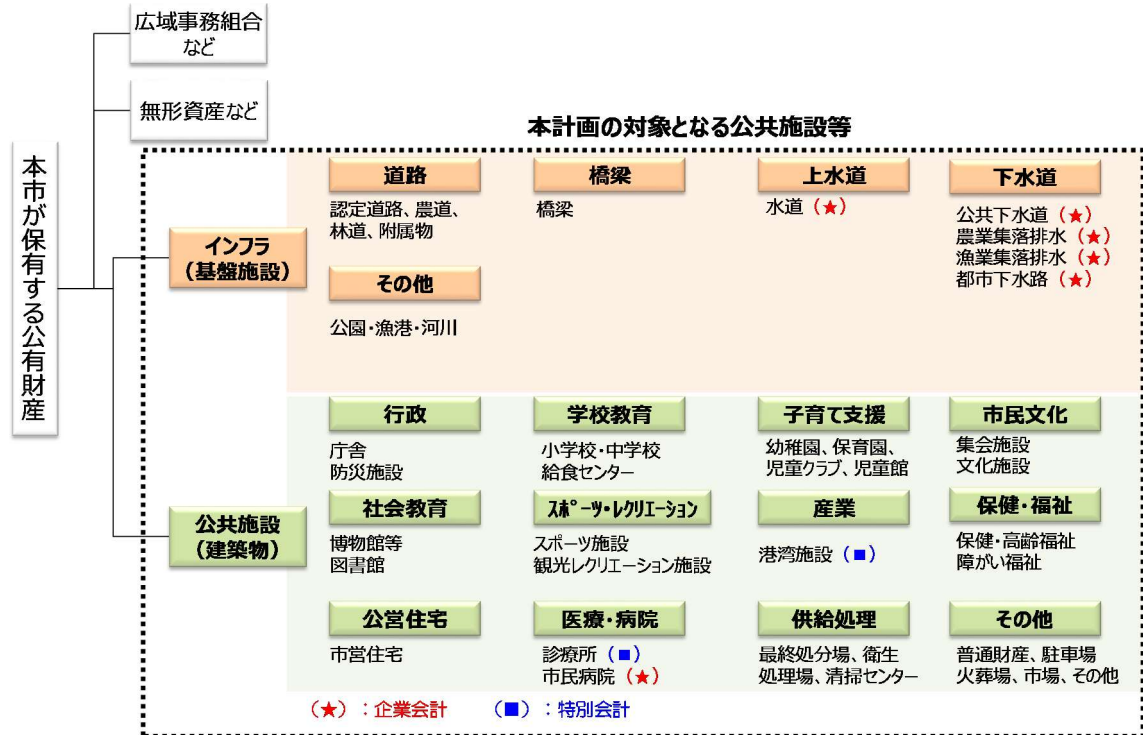 広域事務組合
など
無形資産など
本市が保有する公有財産
本計画の対象となる公共施設等
インフラ
(基盤施設)
道路
認定道路、農道、
林道、附属物
橋梁
橋梁
上水道
水道(★)
下水道
公共下水道(★)
農業集落排水(★)
漁業集落排水(★)
都市下水路(★)
その他
公園・漁港・河川
公共施設
(建築物)
行政
庁舎
防災施設
学校教育
小学校・中学校
給食センター
子育て支援
幼稚園、保育園、
児童クラブ、児童館
市民文化
集会施設
文化施設
社会教育
博物館等
図書館
スポーツ・レクリエーション
スポーツ施設
観光レクリエーション施設
産業
港湾施設(■)
保健・福祉
保健・高齢福祉
障がい福祉
公営住宅
市営住宅
医療・病院
診療所(■)
市民病院(★)
供給処理
最終処分場、衛生
処理場、清掃センター
その他
普通財産、駐車場
火葬場、市場、その他
(★):企業会計 (■):特別会計